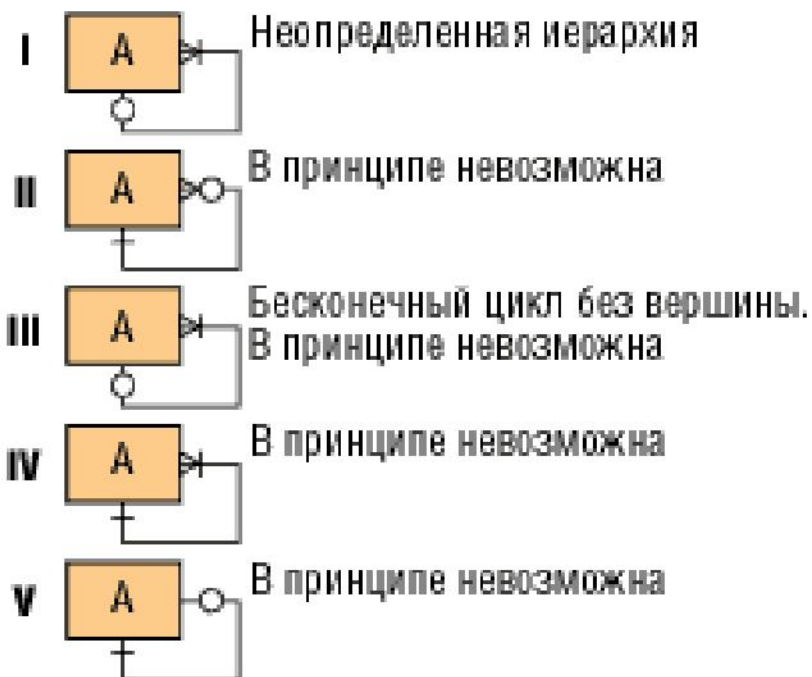 I
A
Неопределенная иерархия
II
A
В принципе невозможна
III
A
Бесконечный цикл без вершины.
В принципе невозможна
IV
A
В принципе невозможна
V
A
В принципе невозможна